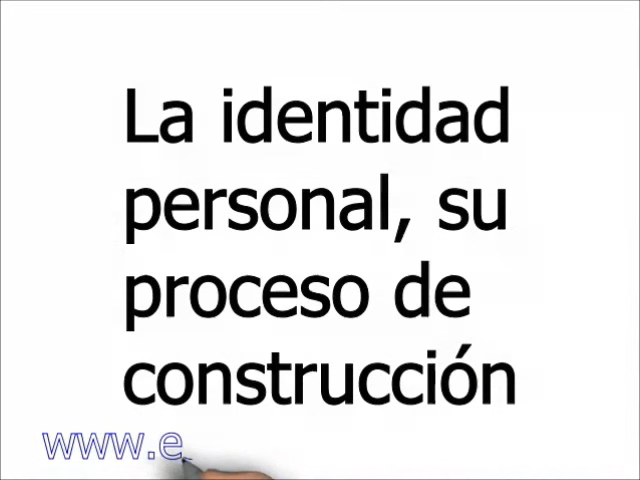 La identidad
personal, su
proceso de
construcción
www.e